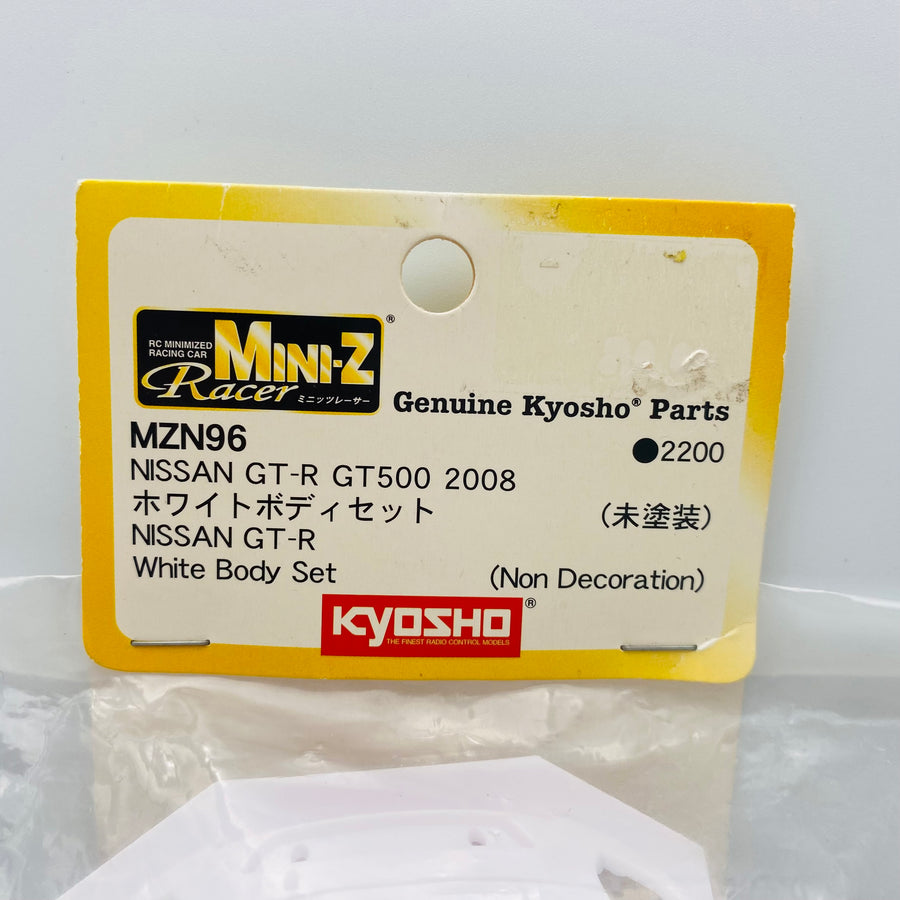 RC MINIMIZED
RACING CAR
MINI-Z
Racer
ミニッツレーサー
®
Genuine Kyosho® Parts
MZN96
●2200
NISSAN GT-R GT500 2008
ホワイトボディセット
(未塗装)
NISSAN GT-R
White Body Set
(Non Decoration)
KYOSHO®
THE FINEST RADIO CONTROL MODELS